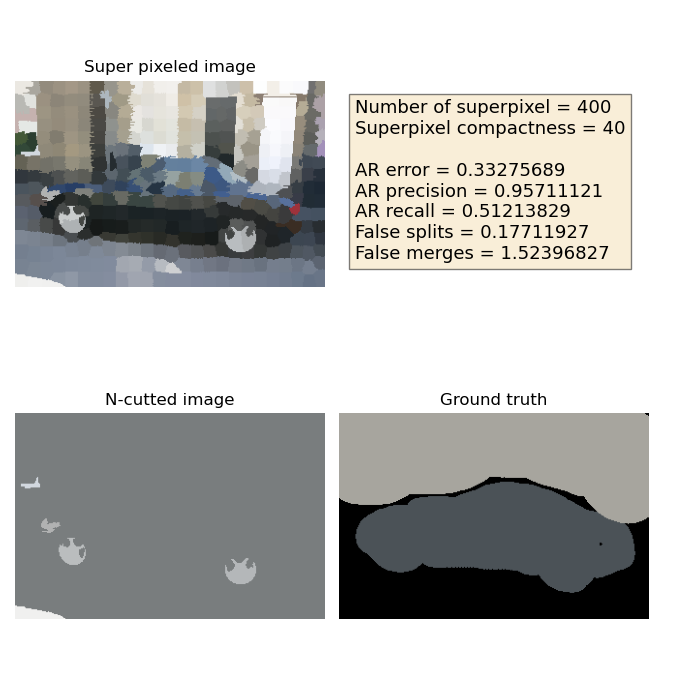 Super pixeled image
Number of superpixel = 400
Superpixel compactness = 40
AR error = 0.33275689
AR precision = 0.95711121
AR recall = 0.51213829
False splits = 0.17711927
False merges = 1.52396827
N-cutted image
Ground truth